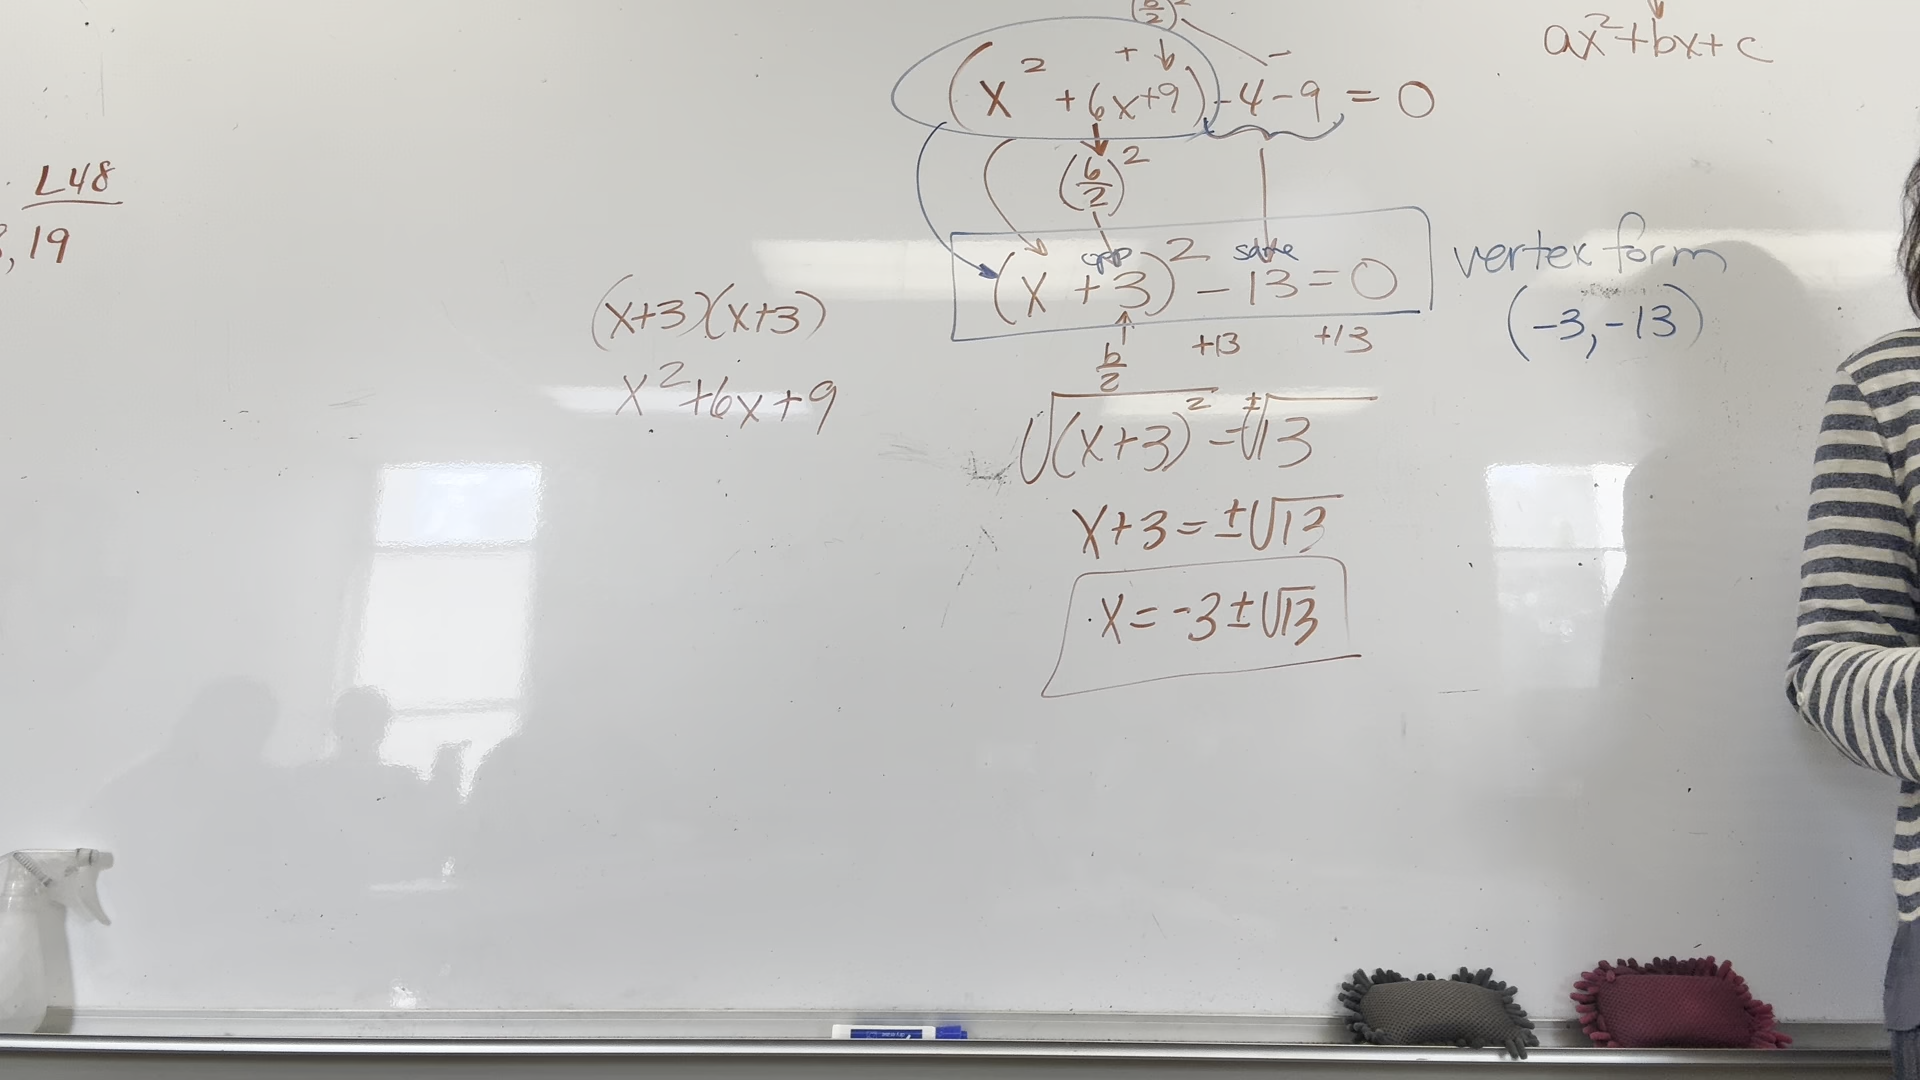 (b/2)²
ax²+bx+c
+ b -
(x² +6x+9)-4-9 = 0
(6/2)²
L48
, 19
opp same
(x +3)² - 13 = 0
vertex form
(-3,-13)
b/2 +13 +13
(x+3)(x+3)
x²+6x+9
√(x+3)² = ±√13
x+3 = ±√13
x = -3 ± √13